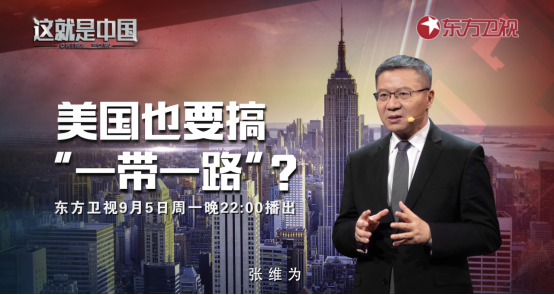 这就是中国
东方卫视
美国也要搞
"一带一路"?
东方卫视9月5日周一晚22:00播出
张维为